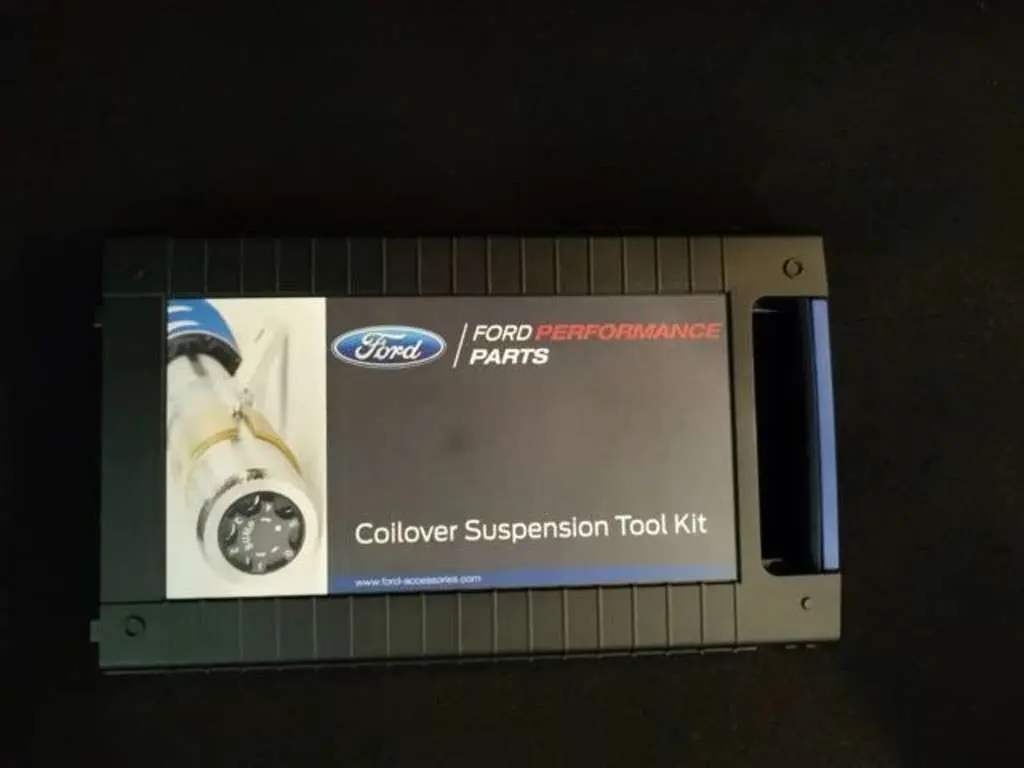 Ford
FORD PERFORMANCE
PARTS
Coilover Suspension Tool Kit
www.ford-accessories.com